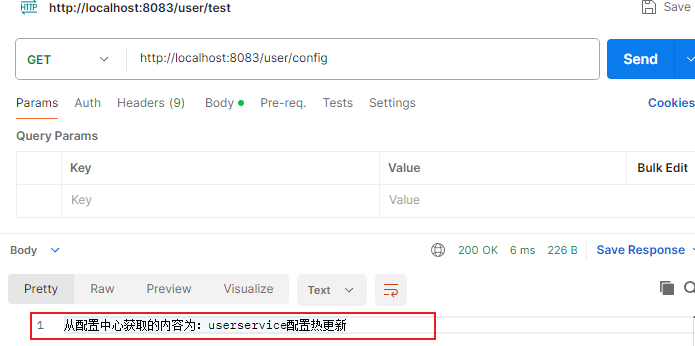 HTTP http://localhost:8083/user/test Save
GET http://localhost:8083/user/config Send
Params Auth Headers (9) Body Pre-req. Tests Settings Cookies
Query Params
Key Value Bulk Edit
Key Value
Body 200 OK 6 ms 226 B Save Response
Pretty Raw Preview Visualize Text
1 从配置中心获取的内容为：userservice配置热更新